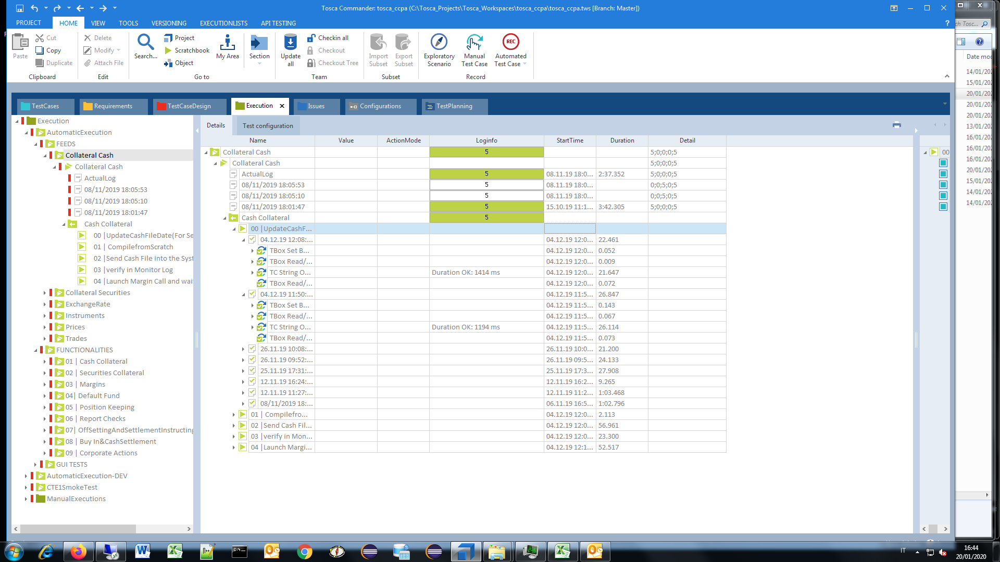 Tosca Commander: tosca_ccpa (C:\Tosca_Projects\Tosca_Workspaces\tosca_ccpa\tosca_ccpa.tws [Branch: Master])
PROJECT HOME VIEW TOOLS VERSIONING EXECUTIONLISTS API TESTING ?
Paste
Cut
Copy
Duplicate
Clipboard
Delete
Modify
Attach File
Edit
Search...
Project
Scratchbook
Object
My Area
Section
Go to
Update all
Checkin all
Checkout
Checkout Tree
Team
Import Subset
Export Subset
Subset
Exploratory Scenario
Manual Test Case
REC
Automated Test Case
Record
TestCases Requirements TestCaseDesign Execution Issues Configurations TestPlanning
Execution
AutomaticExecution
FEEDS
Collateral Cash
Collateral Cash
ActualLog
08/11/2019 18:05:53
08/11/2019 18:05:10
08/11/2019 18:01:47
Cash Collateral
00 |UpdateCashFileDate(For Se
01 | CompilefromScratch
02 |Send Cash File into the Syst
03 |verify in Monitor Log
04 |Launch Margin Call and wai
Collateral Securities
ExchangeRate
Instruments
Prices
Trades
FUNCTIONALITIES
01 | Cash Collateral
02 | Securities Collateral
03 | Margins
04| Default Fund
05 | Position Keeping
06 | Report Checks
07| OffSettingAndSettlementInstructing
08 | Buy In&CashSettlement
09 | Corporate Actions
GUI TESTS
AutomaticExecution-DEV
CTE1SmokeTest
ManualExecutions
Details Test configuration
Name Value ActionMode Loginfo StartTime Duration Detail
Collateral Cash 5 5;0;0;0;5
Collateral Cash 5;0;0;0;5
ActualLog 5 08.11.19 18:0... 2:37.352 5;0;0;0;5
08/11/2019 18:05:53 5 08.11.19 18:0... 0;0;5;0;5
08/11/2019 18:05:10 5 08.11.19 18:0... 0;0;5;0;5
08/11/2019 18:01:47 5 15.10.19 11:1... 3:42.305 5;0;0;0;5
Cash Collateral 5
00 |UpdateCashF...
04.12.19 12:08:... 04.12.19 12:0... 22.461
TBox Set B... 04.12.19 12:0... 0.052
TBox Read/... 04.12.19 12:0... 0.009
TC String O... Duration OK: 1414 ms 04.12.19 12:0... 21.647
TBox Read/... 04.12.19 12:0... 0.072
04.12.19 11:50:... 04.12.19 11:5... 26.847
TBox Set B... 04.12.19 11:5... 0.143
TBox Read/... 04.12.19 11:5... 0.067
TC String O... Duration OK: 1194 ms 04.12.19 11:5... 26.114
TBox Read/... 04.12.19 11:5... 0.073
26.11.19 10:08:... 26.11.19 10:0... 21.200
26.11.19 09:52:... 26.11.19 09:5... 24.133
25.11.19 17:31:... 25.11.19 17:3... 27.908
12.11.19 16:24:... 12.11.19 16:2... 9.265
12.11.19 11:27:... 12.11.19 11:2... 1:03.468
08/11/2019 18:... 06.11.19 16:5... 1:02.796
01 | Compilefro... 04.12.19 12:0... 2.113
02 |Send Cash Fil... 04.12.19 12:0... 56.961
03 |verify in Mon... 04.12.19 12:0... 23.300
04 |Launch Margi... 04.12.19 12:1... 52.517
00
ch Tosc...
Date mod
14/01/202
15/01/202
20/01/202
20/01/202
20/01/202
13/01/202
16/01/202
16/01/202
16/01/202
20/01/202
15/01/202
14/01/202
14/01/202
IT
16:44
20/01/2020